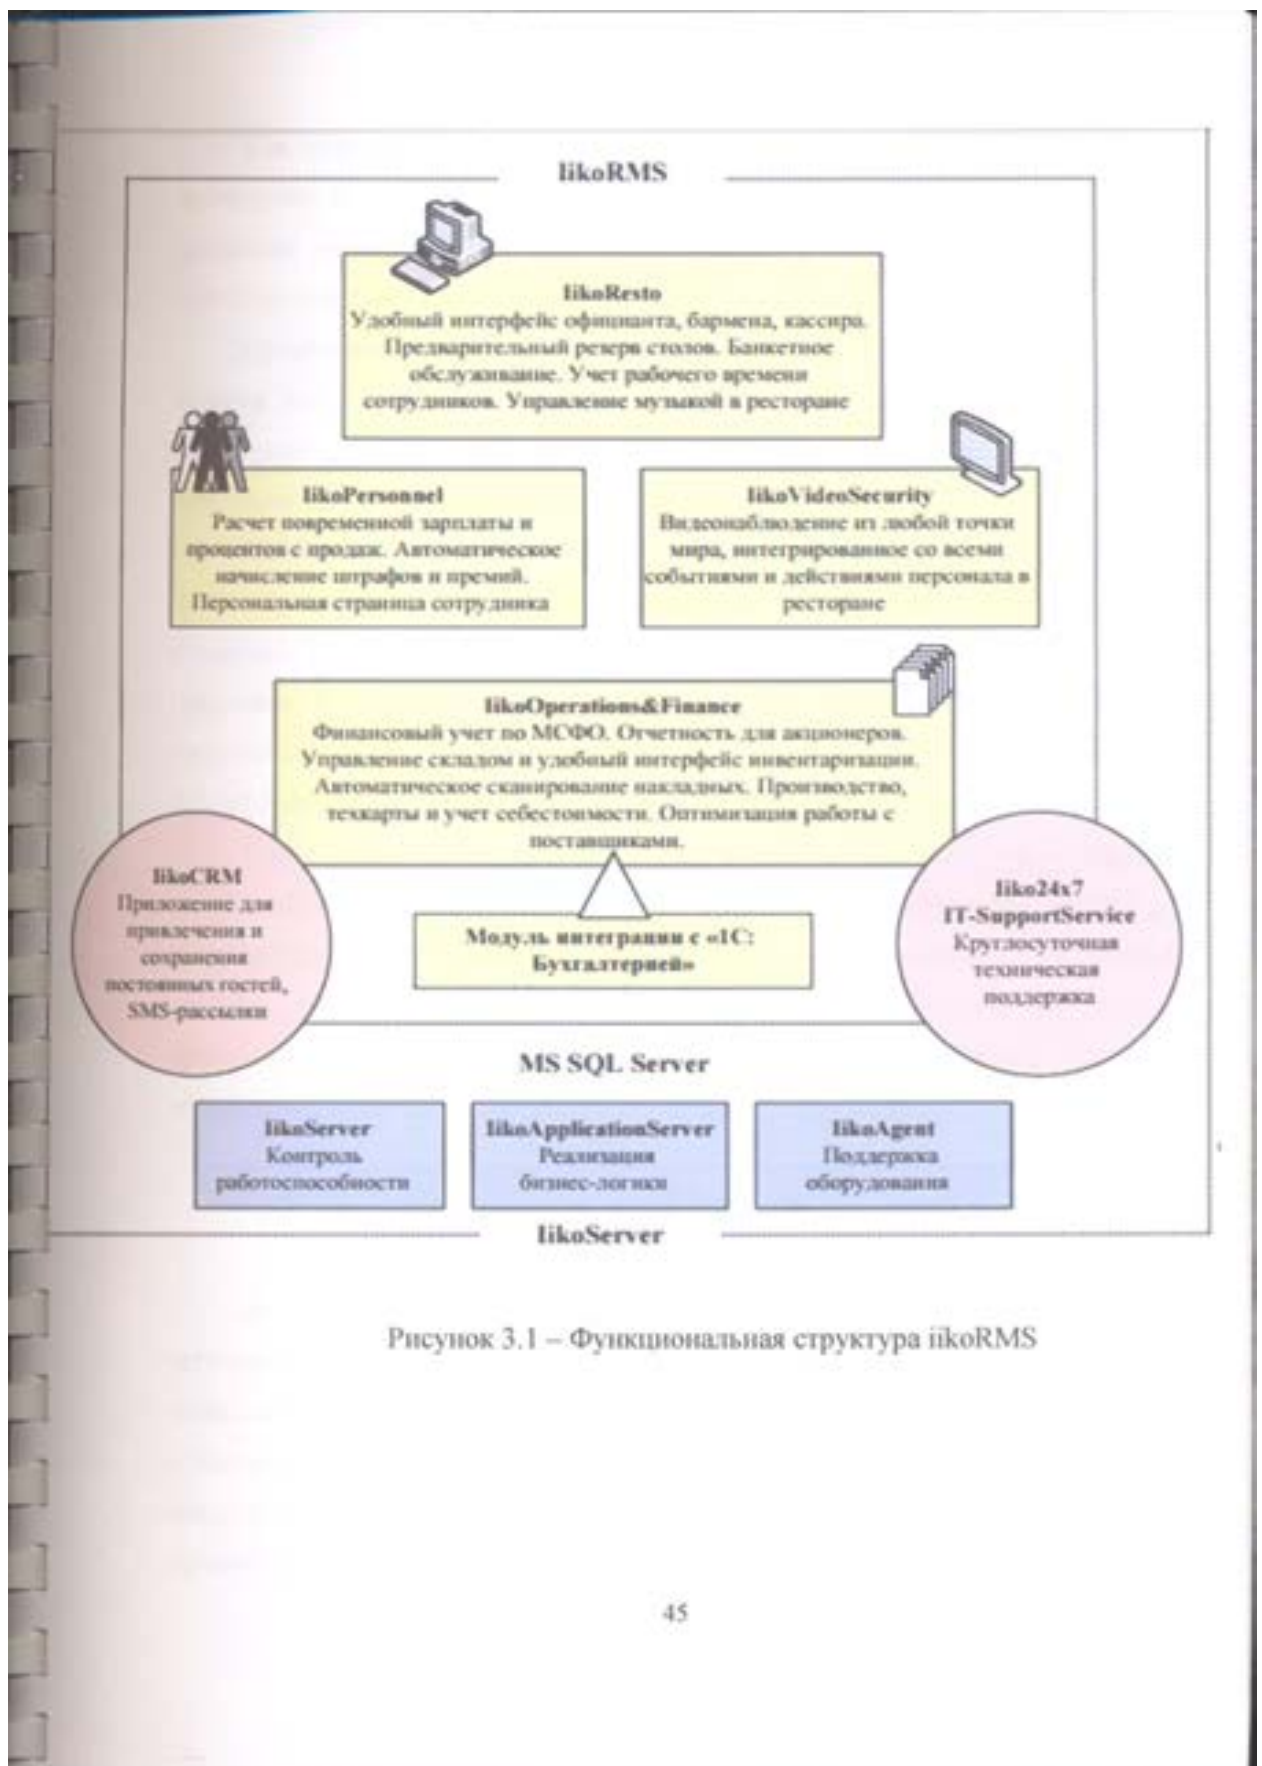 IikoRMS
IikoResto
Удобный интерфейс официанта, бармена, кассира.
Предварительный резерв столов. Банкетное
обслуживание. Учет рабочего времени
сотрудников. Управление музыкой в ресторане
IikoPersonnel
Расчет повременной зарплаты и
процентов с продаж. Автоматическое
начисление штрафов и премий.
Персональная страница сотрудника
IikoVideoSecurity
Видеонаблюдение из любой точки
мира, интегрированное со всеми
событиями и действиями персонала в
ресторане
IikoOperations&Finance
Финансовый учет по МСФО. Отчетность для акционеров.
Управление складом и удобный интерфейс инвентаризации.
Автоматическое сканирование накладных. Производство,
техкарты и учет себестоимости. Оптимизация работы с
поставщиками.
IikoCRM
Приложение для
привлечения и
сохранения
постоянных гостей,
SMS-рассылки
Модуль интеграции с «1С:
Бухгалтерией»
Iiko24x7
IT-SupportService
Круглосуточная
техническая
поддержка
MS SQL Server
IikoServer
Контроль
работоспособности
IikoApplicationServer
Реализация
бизнес-логики
IikoAgent
Поддержка
оборудования
IikoServer
Рисунок 3.1 – Функциональная структура iikoRMS
45